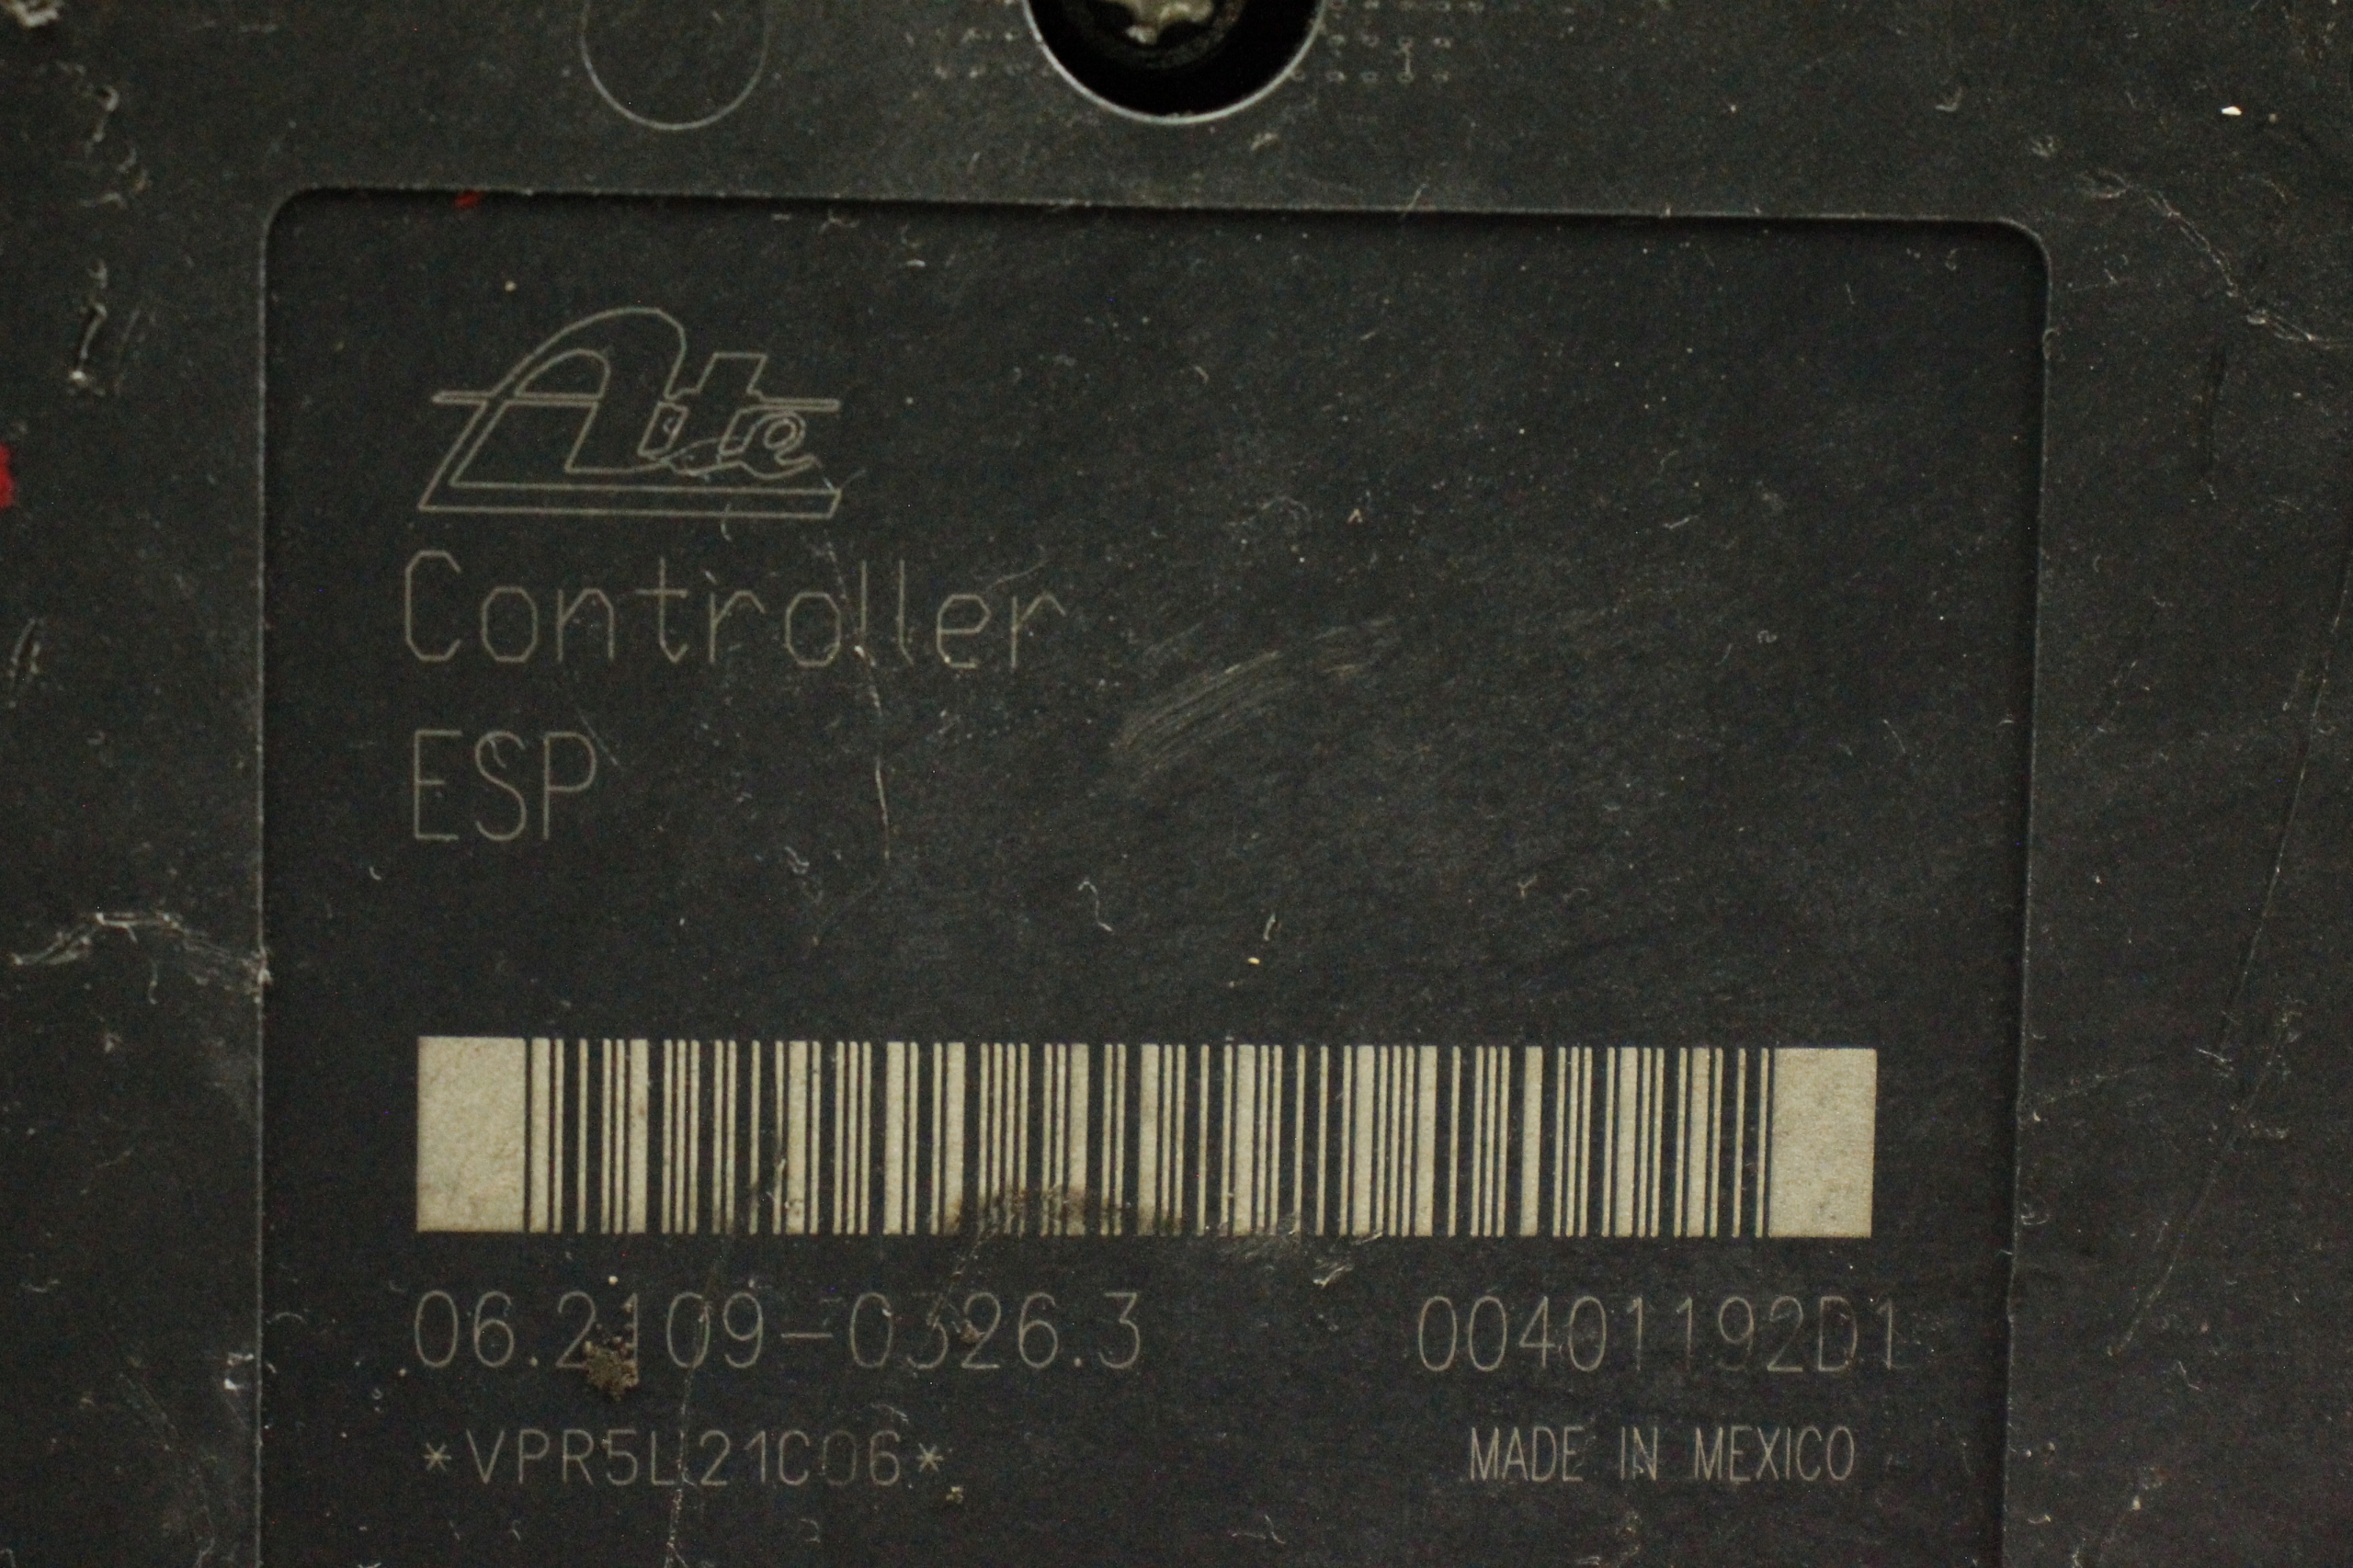 Ate
Controller
ESP
06.2109-0326.3 00401192D1
*VPR5L21C06* MADE IN MEXICO